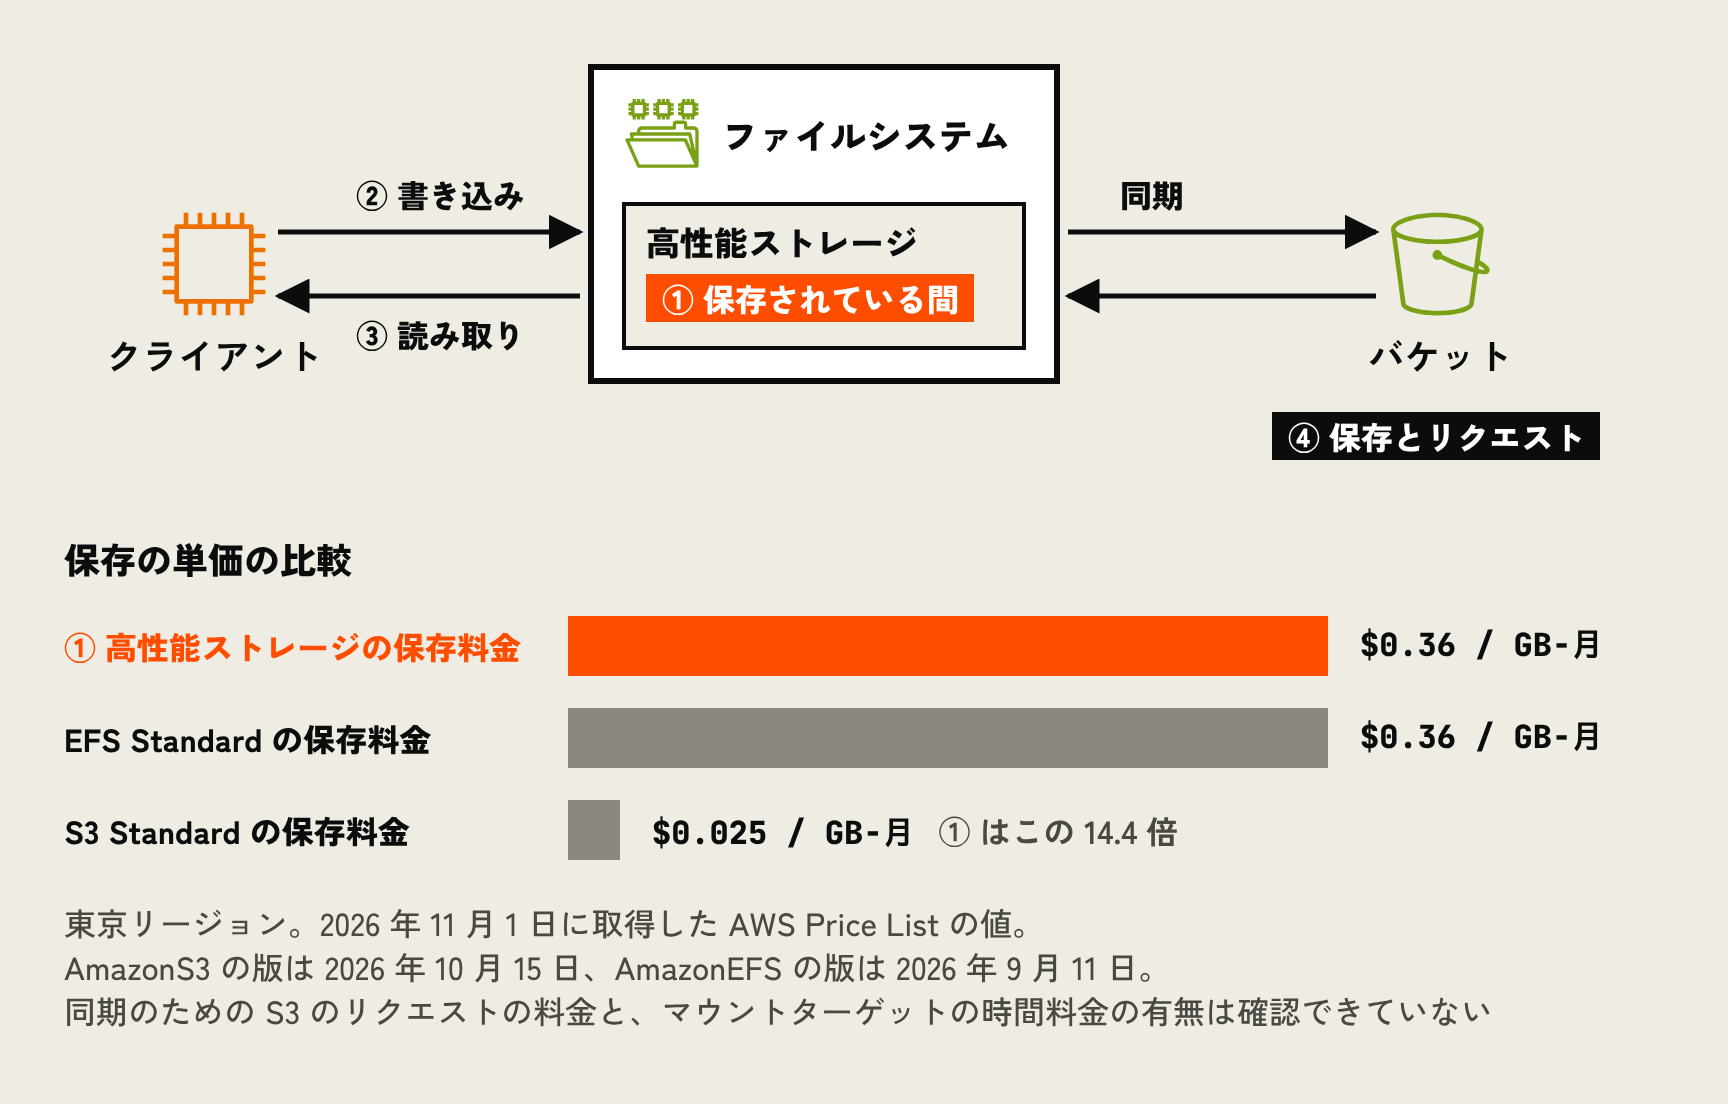 ファイルシステム
② 書き込み
同期
高性能ストレージ
① 保存されている間
③ 読み取り
クライアント
バケット
④ 保存とリクエスト
保存の単価の比較
① 高性能ストレージの保存料金
$0.36 / GB-月
EFS Standard の保存料金
$0.36 / GB-月
S3 Standard の保存料金
$0.025 / GB-月 ① はこの 14.4 倍
東京リージョン。2026 年 11 月 1 日に取得した AWS Price List の値。
AmazonS3 の版は 2026 年 10 月 15 日、AmazonEFS の版は 2026 年 9 月 11 日。
同期のための S3 のリクエストの料金と、マウントターゲットの時間料金の有無は確認できていない